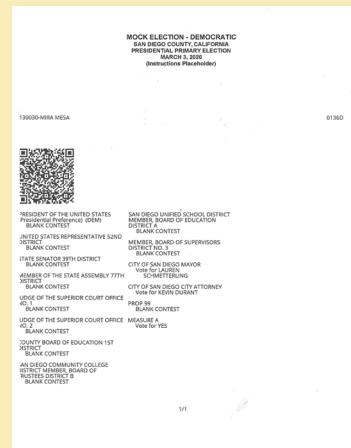 MOCK ELECTION - DEMOCRATIC
SAN DIEGO COUNTY, CALIFORNIA
PRESIDENTIAL PRIMARY ELECTION
MARCH 3, 2020
(Instructions Placeholder)
130030-MIRA MESA
0136D
PRESIDENT OF THE UNITED STATES
Presidential Preference) (DEM)
BLANK CONTEST
UNITED STATES REPRESENTATIVE 52ND
DISTRICT
BLANK CONTEST
STATE SENATOR 39TH DISTRICT
BLANK CONTEST
MEMBER OF THE STATE ASSEMBLY 77TH
DISTRICT
BLANK CONTEST
UDGE OF THE SUPERIOR COURT OFFICE
NO. 1
BLANK CONTEST
UDGE OF THE SUPERIOR COURT OFFICE
NO. 2
BLANK CONTEST
COUNTY BOARD OF EDUCATION 1ST
DISTRICT
BLANK CONTEST
SAN DIEGO COMMUNITY COLLEGE
DISTRICT MEMBER, BOARD OF
TRUSTEES DISTRICT B
BLANK CONTEST
SAN DIEGO UNIFIED SCHOOL DISTRICT
MEMBER, BOARD OF EDUCATION
DISTRICT A
BLANK CONTEST
MEMBER, BOARD OF SUPERVISORS
DISTRICT NO. 3
BLANK CONTEST
CITY OF SAN DIEGO MAYOR
Vote for LAUREN
SCHMETTERLING
CITY OF SAN DIEGO CITY ATTORNEY
Vote for KEVIN DURANT
PROP 99
BLANK CONTEST
MEASURE A
Vote for YES
1/1